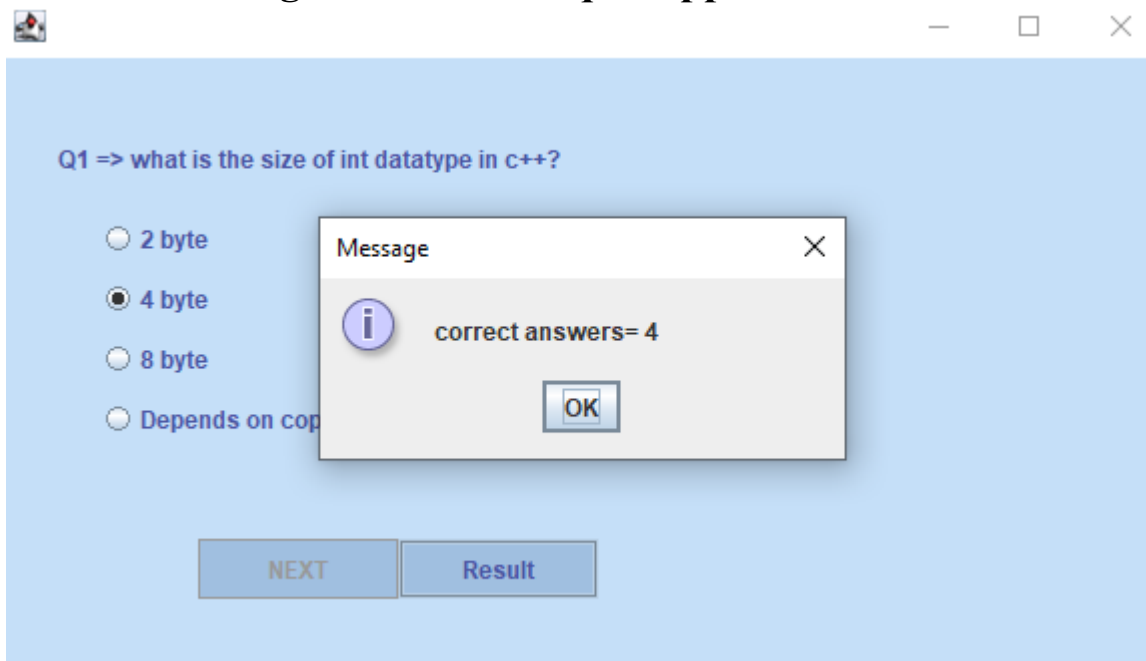 Q1 => what is the size of int datatype in c++?
2 byte
4 byte
8 byte
Depends on
Message
correct answers= 4
OK
NEXT
Result